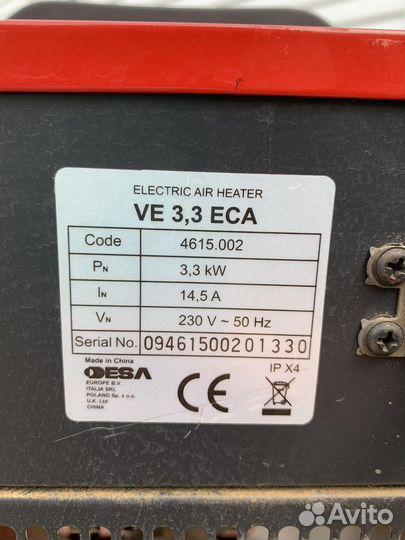 ELECTRIC AIR HEATER
VE 3,3 ECA
Code 4615.002
PN 3,3 kW
IN 14,5 A
VN 230 V ~ 50 Hz
Serial No. 09461500201330
Made in China
DESA
EUROPE B.V.
ITALIA SRL
POLAND Sp. z o.o.
U.K. Ltd
CHINA
CE
IP X4
Avito